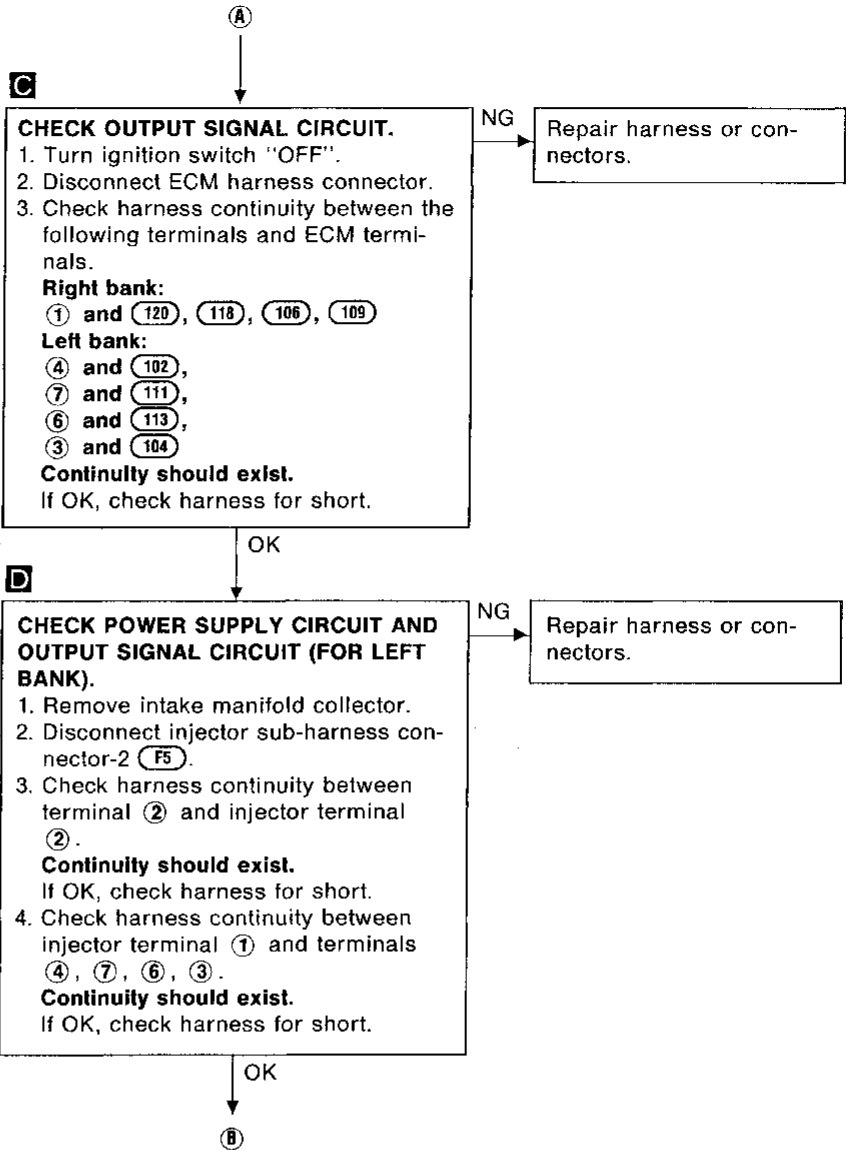 Ⓐ
C
CHECK OUTPUT SIGNAL CIRCUIT.
1. Turn ignition switch "OFF".
2. Disconnect ECM harness connector.
3. Check harness continuity between the
following terminals and ECM termi-
nals.
Right bank:
① and 120, 118, 106, 109
Left bank:
④ and 102,
⑦ and 111,
⑥ and 113,
③ and 104
Continuity should exist.
If OK, check harness for short.
NG
Repair harness or con-
nectors.
OK
D
CHECK POWER SUPPLY CIRCUIT AND
OUTPUT SIGNAL CIRCUIT (FOR LEFT
BANK).
1. Remove intake manifold collector.
2. Disconnect injector sub-harness con-
nector-2 F5.
3. Check harness continuity between
terminal ② and injector terminal
②.
Continuity should exist.
If OK, check harness for short.
4. Check harness continuity between
injector terminal ① and terminals
④, ⑦, ⑥, ③.
Continuity should exist.
If OK, check harness for short.
NG
Repair harness or con-
nectors.
OK
Ⓑ